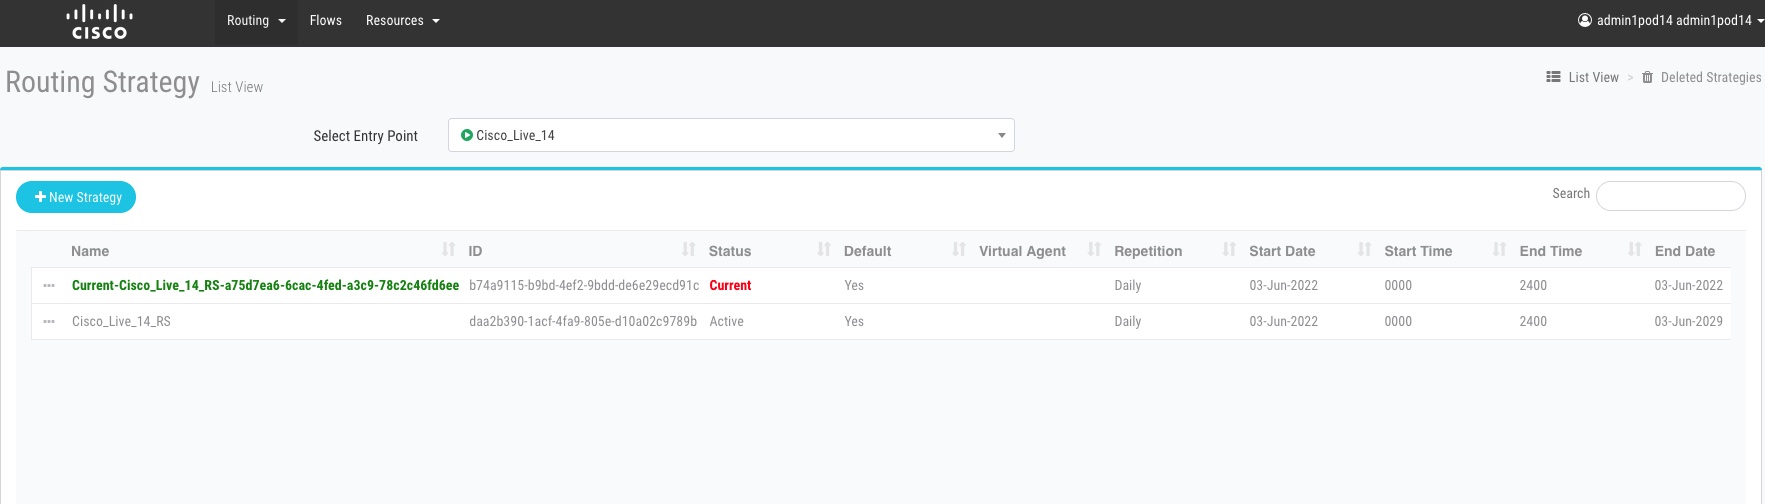 CISCO Routing Flows Resources admin1pod14 admin1pod14
Routing Strategy List View List View > Deleted Strategies
Select Entry Point Cisco_Live_14
New Strategy Search
Name ID Status Default Virtual Agent Repetition Start Date Start Time End Time End Date
Current-Cisco_Live_14_RS-a75d7ea6-6cac-4fed-a3c9-78c2c46fd6ee b74a9115-b9bd-4ef2-9bdd-de6e29ecd91c Current Yes Daily 03-Jun-2022 0000 2400 03-Jun-2022
Cisco_Live_14_RS daa2b390-1acf-4fa9-805e-d10a02c9789b Active Yes Daily 03-Jun-2022 0000 2400 03-Jun-2029